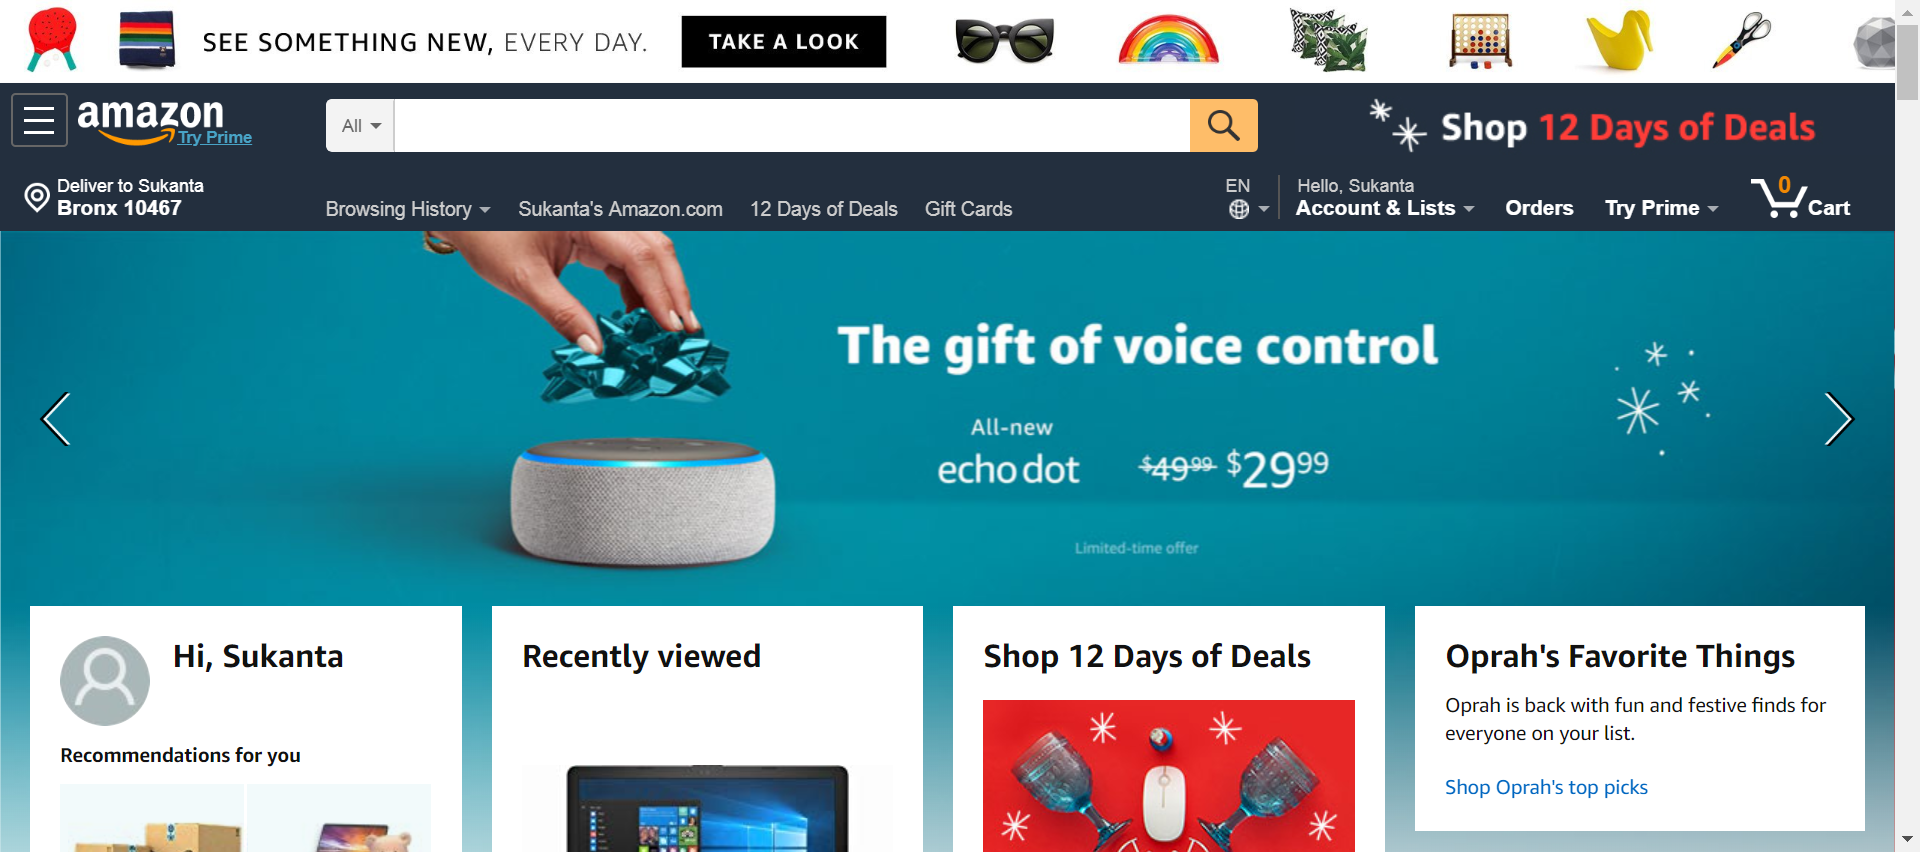 SEE SOMETHING NEW, EVERY DAY.
TAKE A LOOK
amazon
Try Prime
All
Shop 12 Days of Deals
Deliver to Sukanta
Bronx 10467
Browsing History
Sukanta's Amazon.com
12 Days of Deals
Gift Cards
EN
Hello, Sukanta
Account & Lists
Orders
Try Prime
0
Cart
The gift of voice control
All-new
echo dot
$49.99 $29.99
Limited-time offer
Hi, Sukanta
Recommendations for you
Recently viewed
Shop 12 Days of Deals
Oprah's Favorite Things
Oprah is back with fun and festive finds for
everyone on your list.
Shop Oprah's top picks